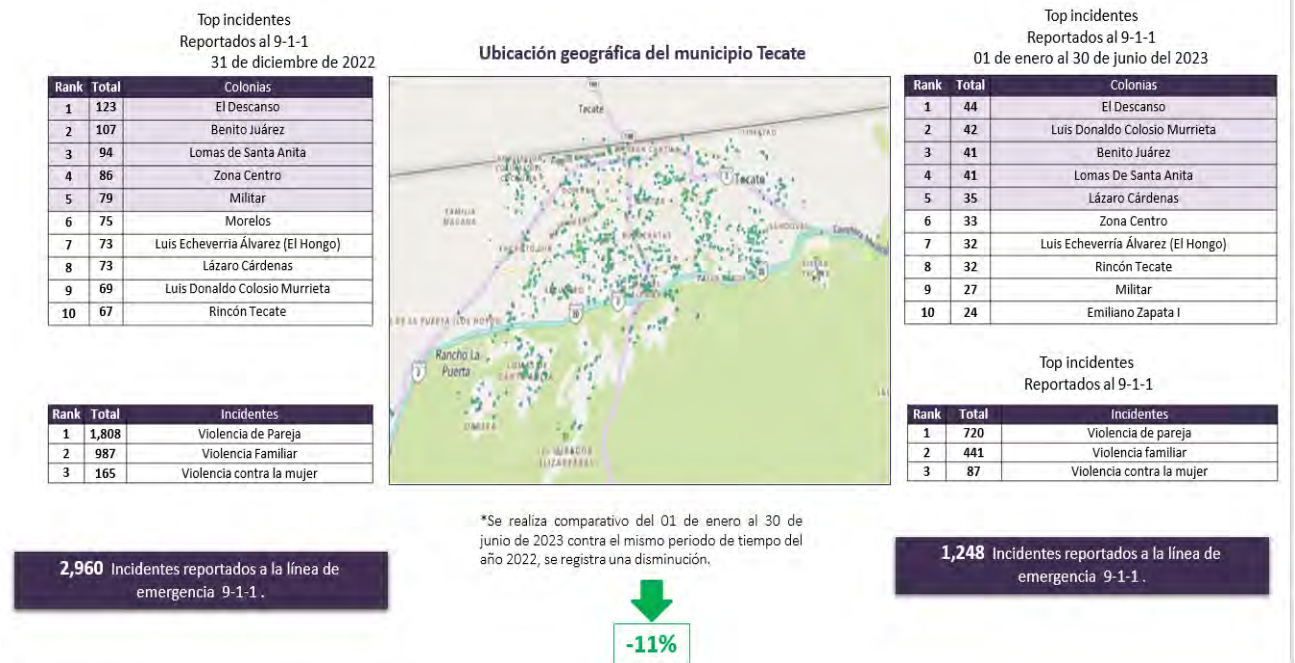 Top incidentes
Reportados al 9-1-1
31 de diciembre de 2022
Rank Total Colonias
1 123 El Descanso
2 107 Benito Juárez
3 94 Lomas de Santa Anita
4 86 Zona Centro
5 79 Militar
6 75 Morelos
7 73 Luis Echeverria Álvarez (El Hongo)
8 73 Lázaro Cárdenas
9 69 Luis Donaldo Colosio Murrieta
10 67 Rincón Tecate
Rank Total Incidentes
1 1,808 Violencia de Pareja
2 987 Violencia Familiar
3 165 Violencia contra la mujer
2,960 Incidentes reportados a la línea de
emergencia 9-1-1 .
Ubicación geográfica del municipio Tecate
Tecate
Tecate
Rancho La
Puerta
*Se realiza comparativo del 01 de enero al 30 de
junio de 2023 contra el mismo periodo de tiempo del
año 2022, se registra una disminución.
-11%
Top incidentes
Reportados al 9-1-1
01 de enero al 30 de junio del 2023
Rank Total Colonias
1 44 El Descanso
2 42 Luis Donaldo Colosio Murrieta
3 41 Benito Juárez
4 41 Lomas De Santa Anita
5 35 Lázaro Cárdenas
6 33 Zona Centro
7 32 Luis Echeverría Álvarez (El Hongo)
8 32 Rincón Tecate
9 27 Militar
10 24 Emiliano Zapata I
Top incidentes
Reportados al 9-1-1
Rank Total Incidentes
1 720 Violencia de pareja
2 441 Violencia familiar
3 87 Violencia contra la mujer
1,248 Incidentes reportados a la línea de
emergencia 9-1-1 .